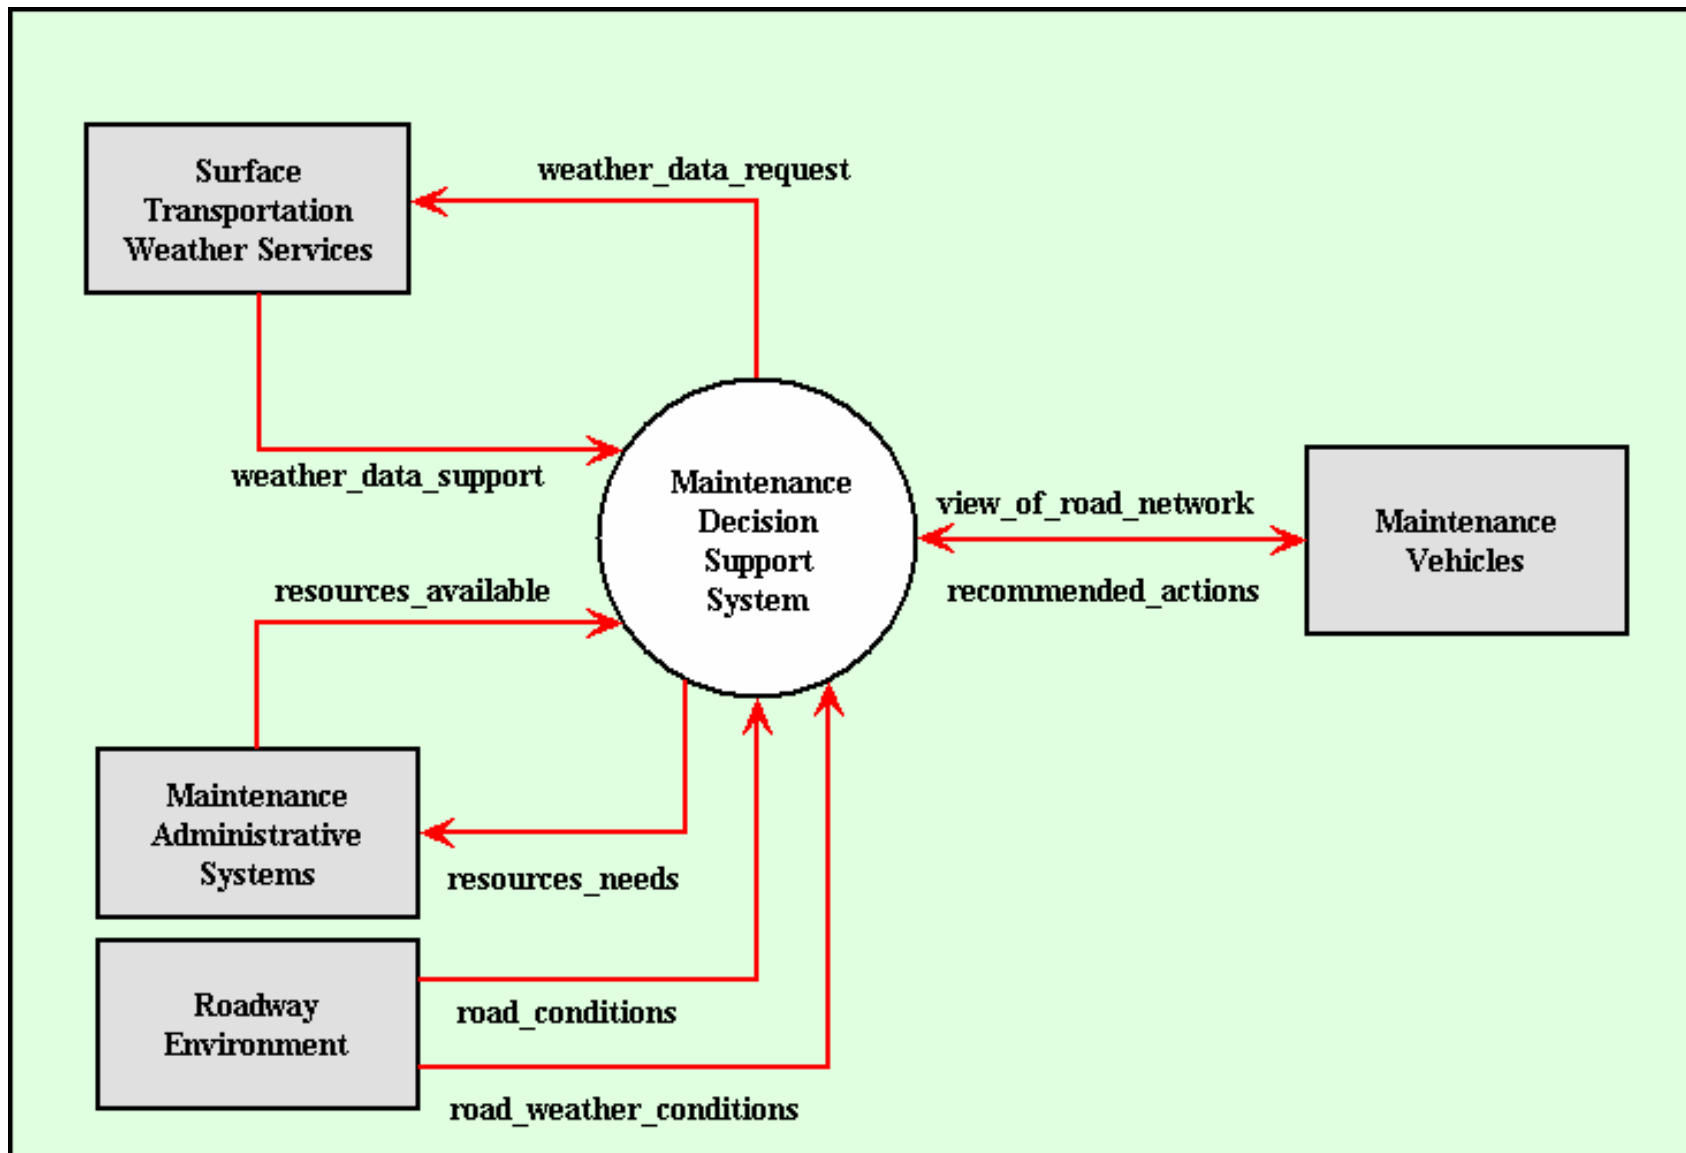 Surface
Transportation
Weather Services
weather_data_request
weather_data_support
Maintenance
Decision
Support
System
view_of_road_network
recommended_actions
Maintenance
Vehicles
resources_available
Maintenance
Administrative
Systems
resources_needs
Roadway
Environment
road_conditions
road_weather_conditions